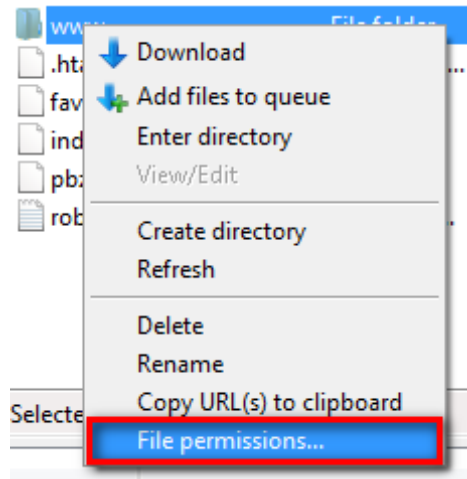 www File folder
Download
.hta ...
Add files to queue
fav
Enter directory
ind
View/Edit
pbz
rob
Create directory
Refresh
Delete
Rename
Copy URL(s) to clipboard
Selecte
File permissions...